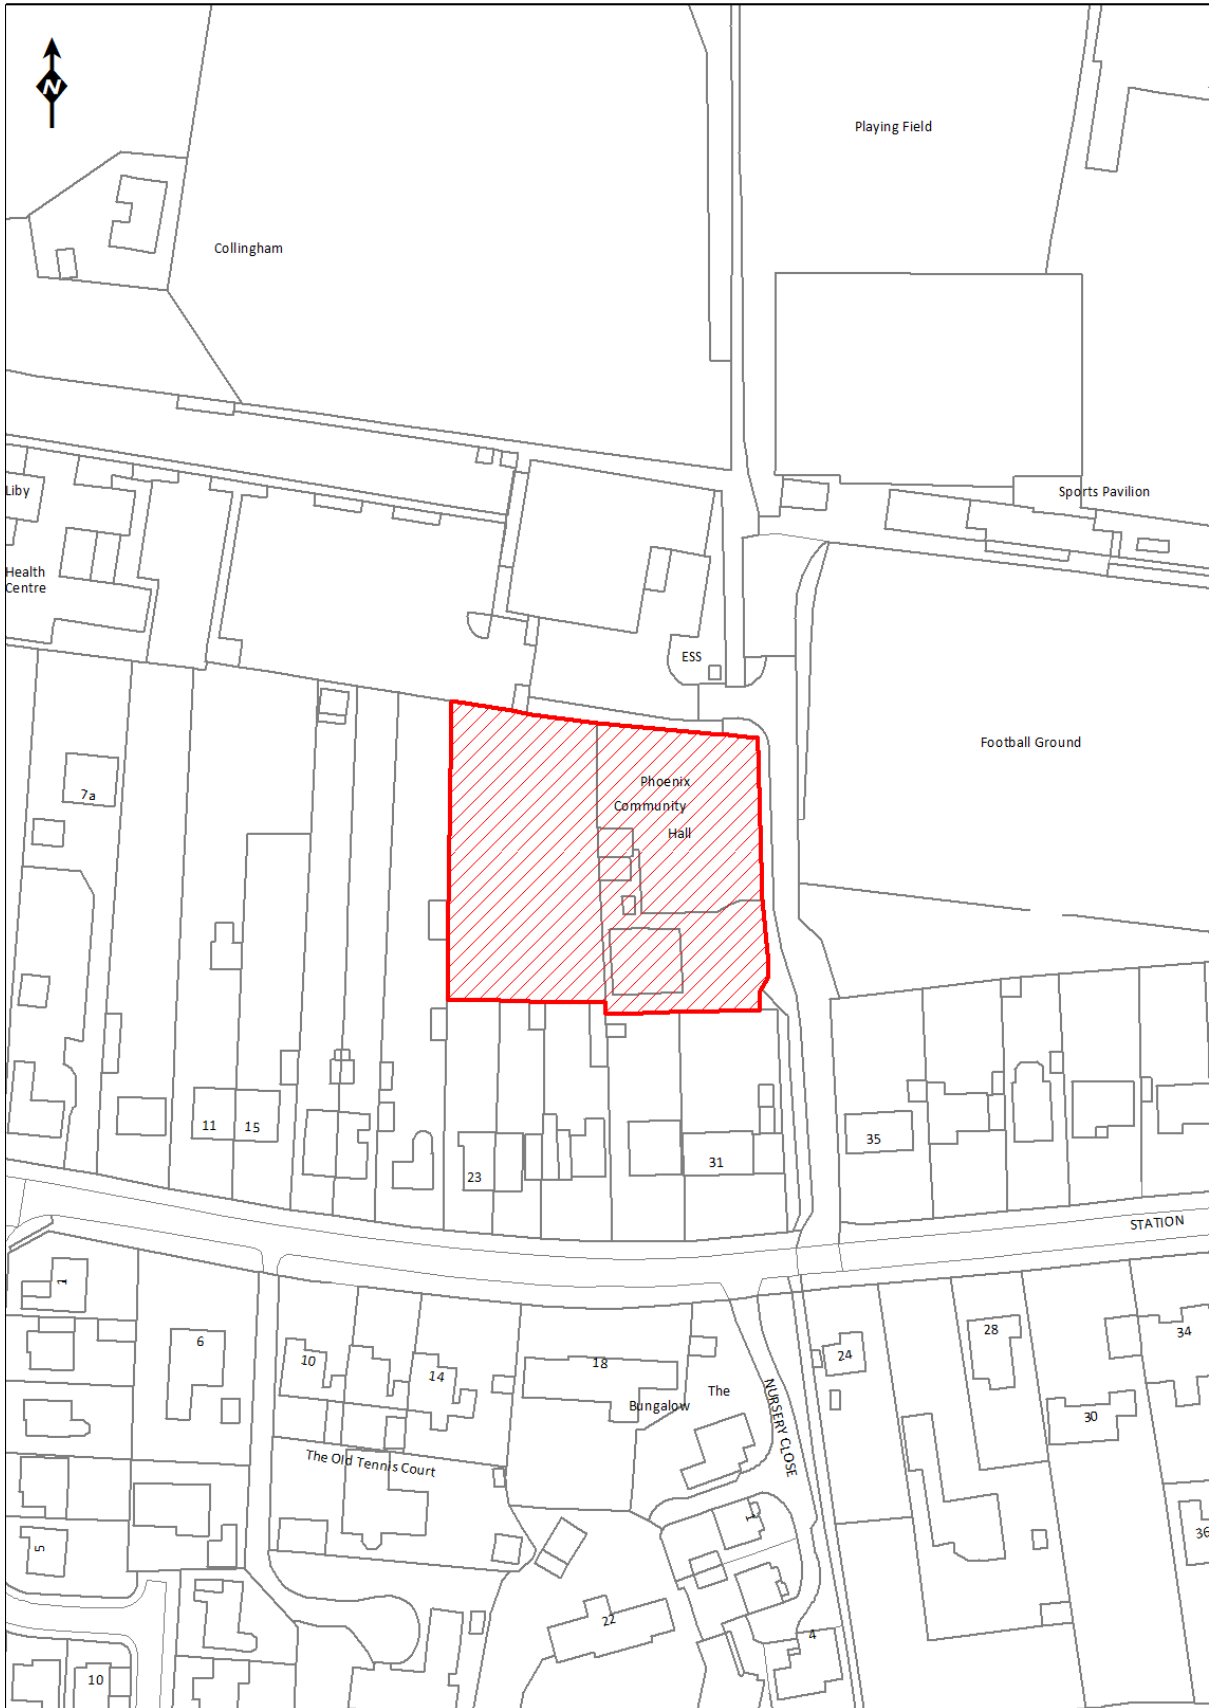 N
Playing Field
Collingham
Liby
Sports Pavilion
Health
Centre
ESS
Football Ground
Phoenix
Community
Hall
7a
11
15
23
31
35
STATION
1
6
10
14
18
The
Bungalow
NURSERY CLOSE
24
28
34
30
The Old Tennis Court
1
5
36
22
4
10